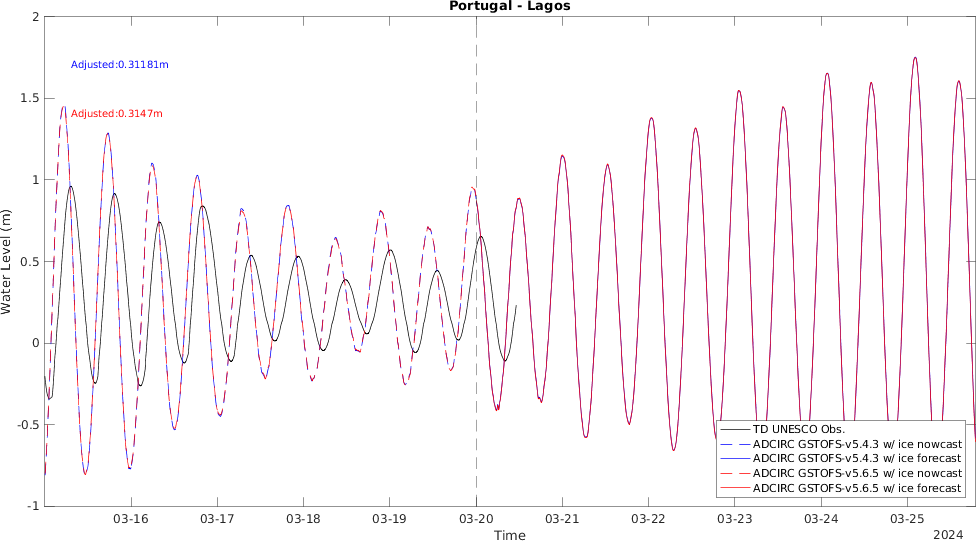 Portugal - Lagos
2
1.5
1
0.5
0
-0.5
-1
Water Level (m)
Adjusted:0.31181m
Adjusted:0.3147m
TD UNESCO Obs.
ADCIRC GSTOFS-v5.4.3 w/ ice nowcast
ADCIRC GSTOFS-v5.4.3 w/ ice forecast
ADCIRC GSTOFS-v5.6.5 w/ ice nowcast
ADCIRC GSTOFS-v5.6.5 w/ ice forecast
03-16 03-17 03-18 03-19 03-20 03-21 03-22 03-23 03-24 03-25
Time
2024